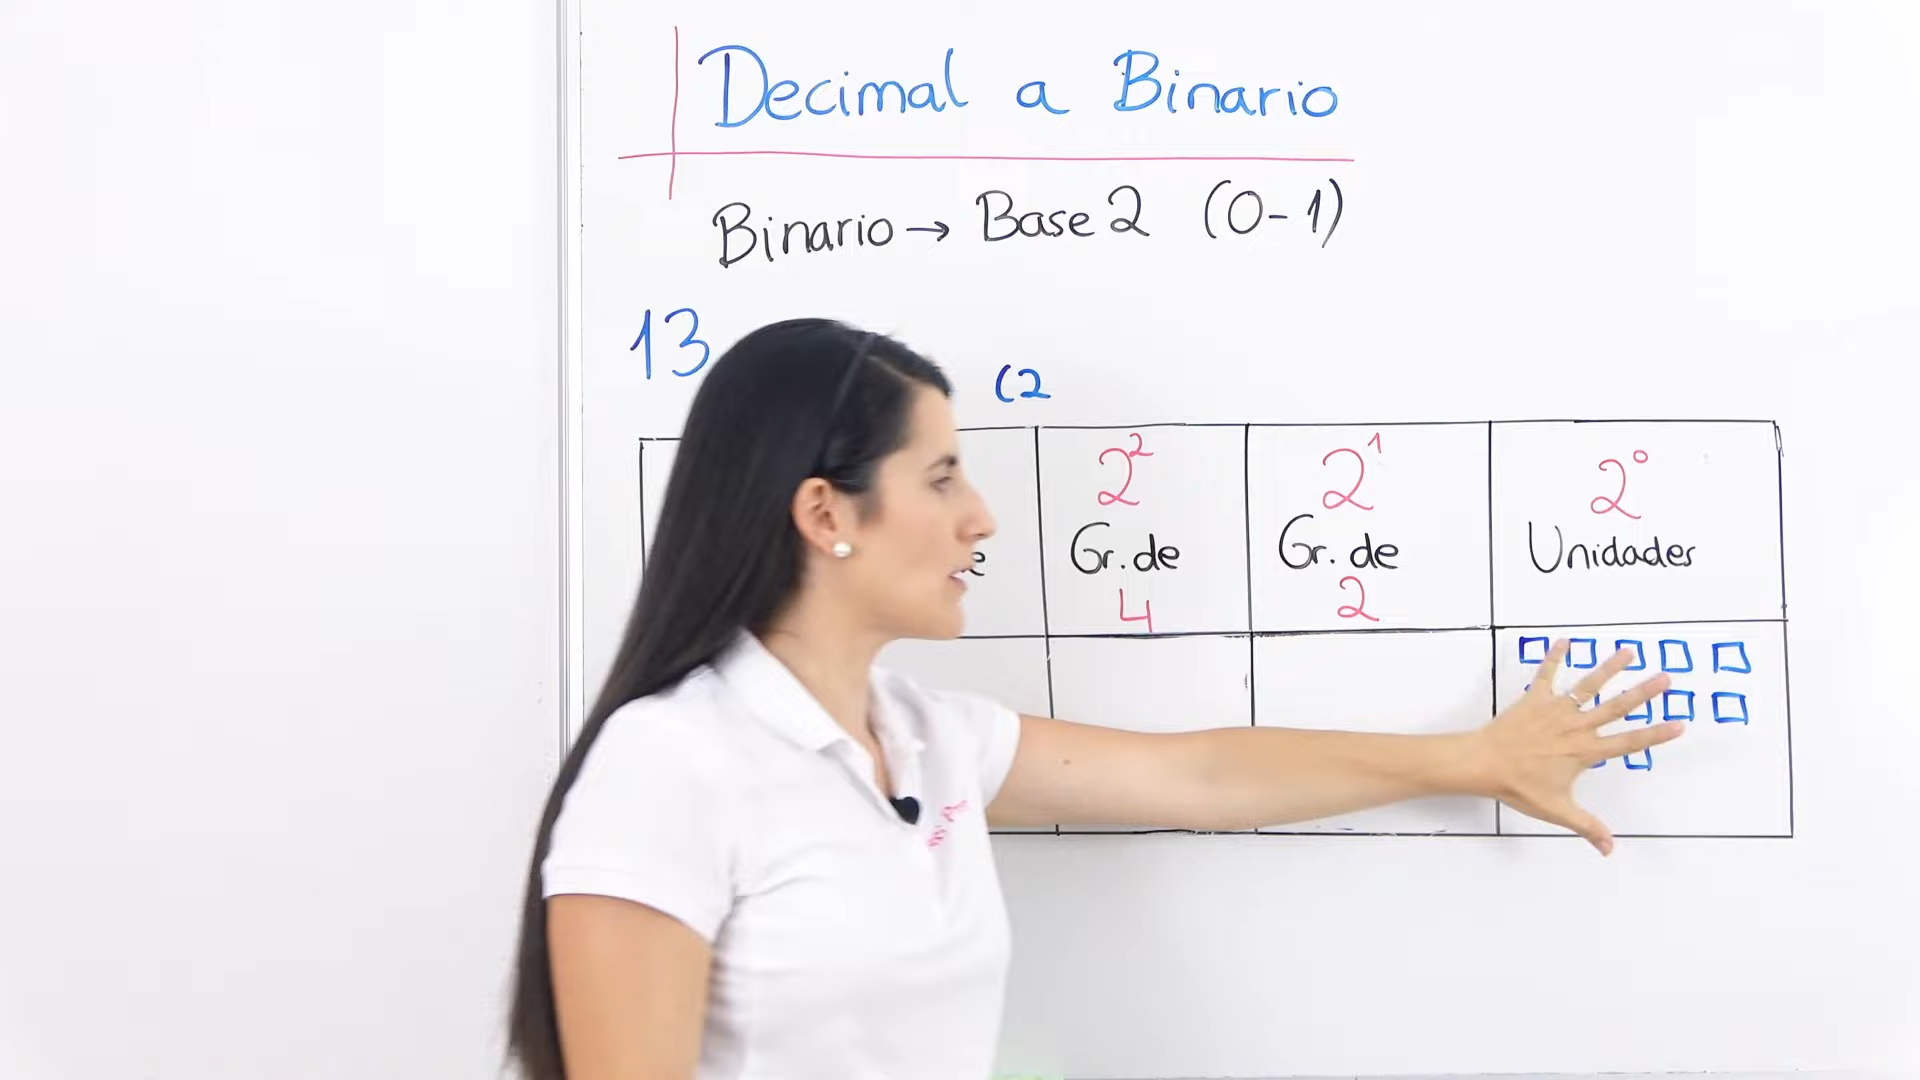 Decimal a Binario
Binario → Base 2 (0-1)
13
(2
2² 2¹ 2⁰
Gr. de Gr. de Unidades
4 2